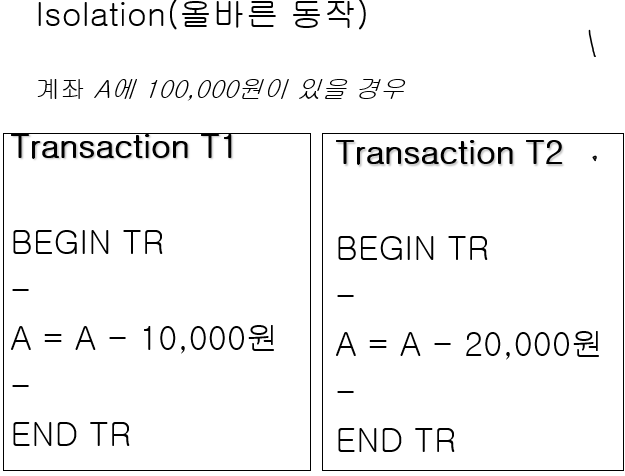 Isolation(올바른 동작)
계좌 A에 100,000원이 있을 경우
Transaction T1
BEGIN TR
–
A = A - 10,000원
–
END TR
Transaction T2
BEGIN TR
–
A = A - 20,000원
–
END TR